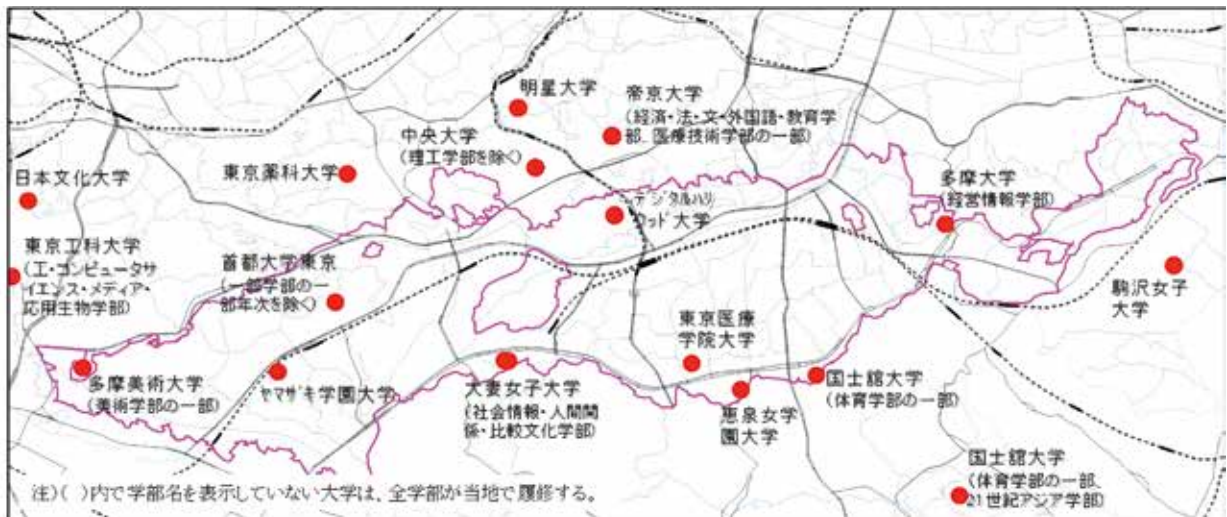 明星大学
帝京大学
(経済・法・文・外国語・教育学
部、医療技術学部の一部)
中央大学
(理工学部を除く)
東京薬科大学
日本文化大学
デジタルハリ
ウッド大学
多摩大学
(経営情報学部)
東京工科大学
(工・コンピュータサ
イエンス・メディア・
応用生物学部)
首都大学東京
(一部学部の一
部年次を除く)
駒沢女子
大学
東京医療
学院大学
多摩美術大学
(美術学部の一部)
ヤマザキ学園大学
大妻女子大学
(社会情報・人間関
係・比較文化学部)
恵泉女学
園大学
国士舘大学
(体育学部の一部)
国士舘大学
(体育学部の一部、
21世紀アジア学部)
注)( )内で学部名を表示していない大学は、全学部が当地で履修する。